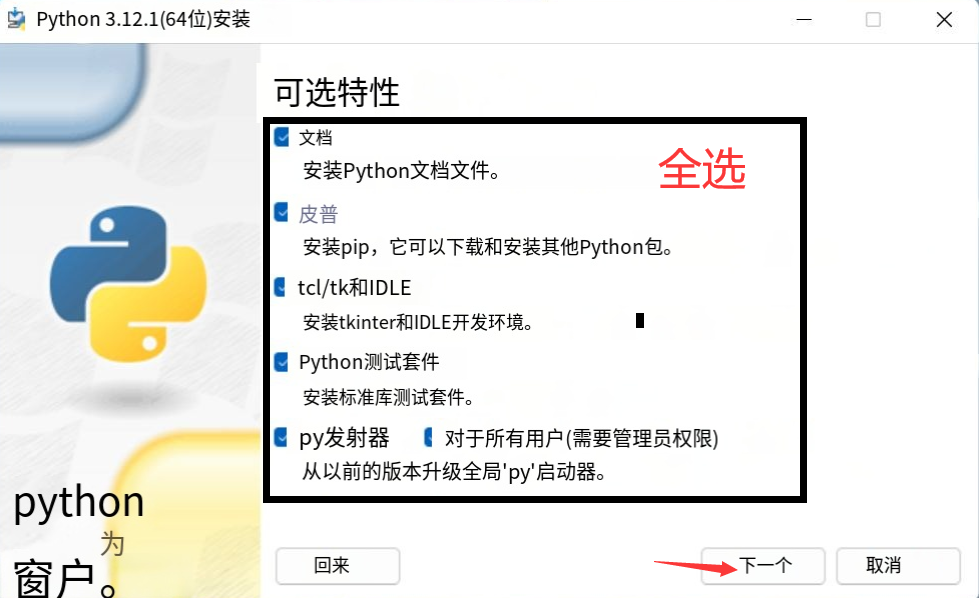 Python 3.12.1(64位)安装
可选特性
文档
安装Python文档文件。
全选
皮普
安装pip，它可以下载和安装其他Python包。
tcl/tk和IDLE
安装tkinter和IDLE开发环境。
Python测试套件
安装标准库测试套件。
py发射器 对于所有用户(需要管理员权限)
从以前的版本升级全局'py'启动器。
python
为
窗户。
回来 下一个 取消